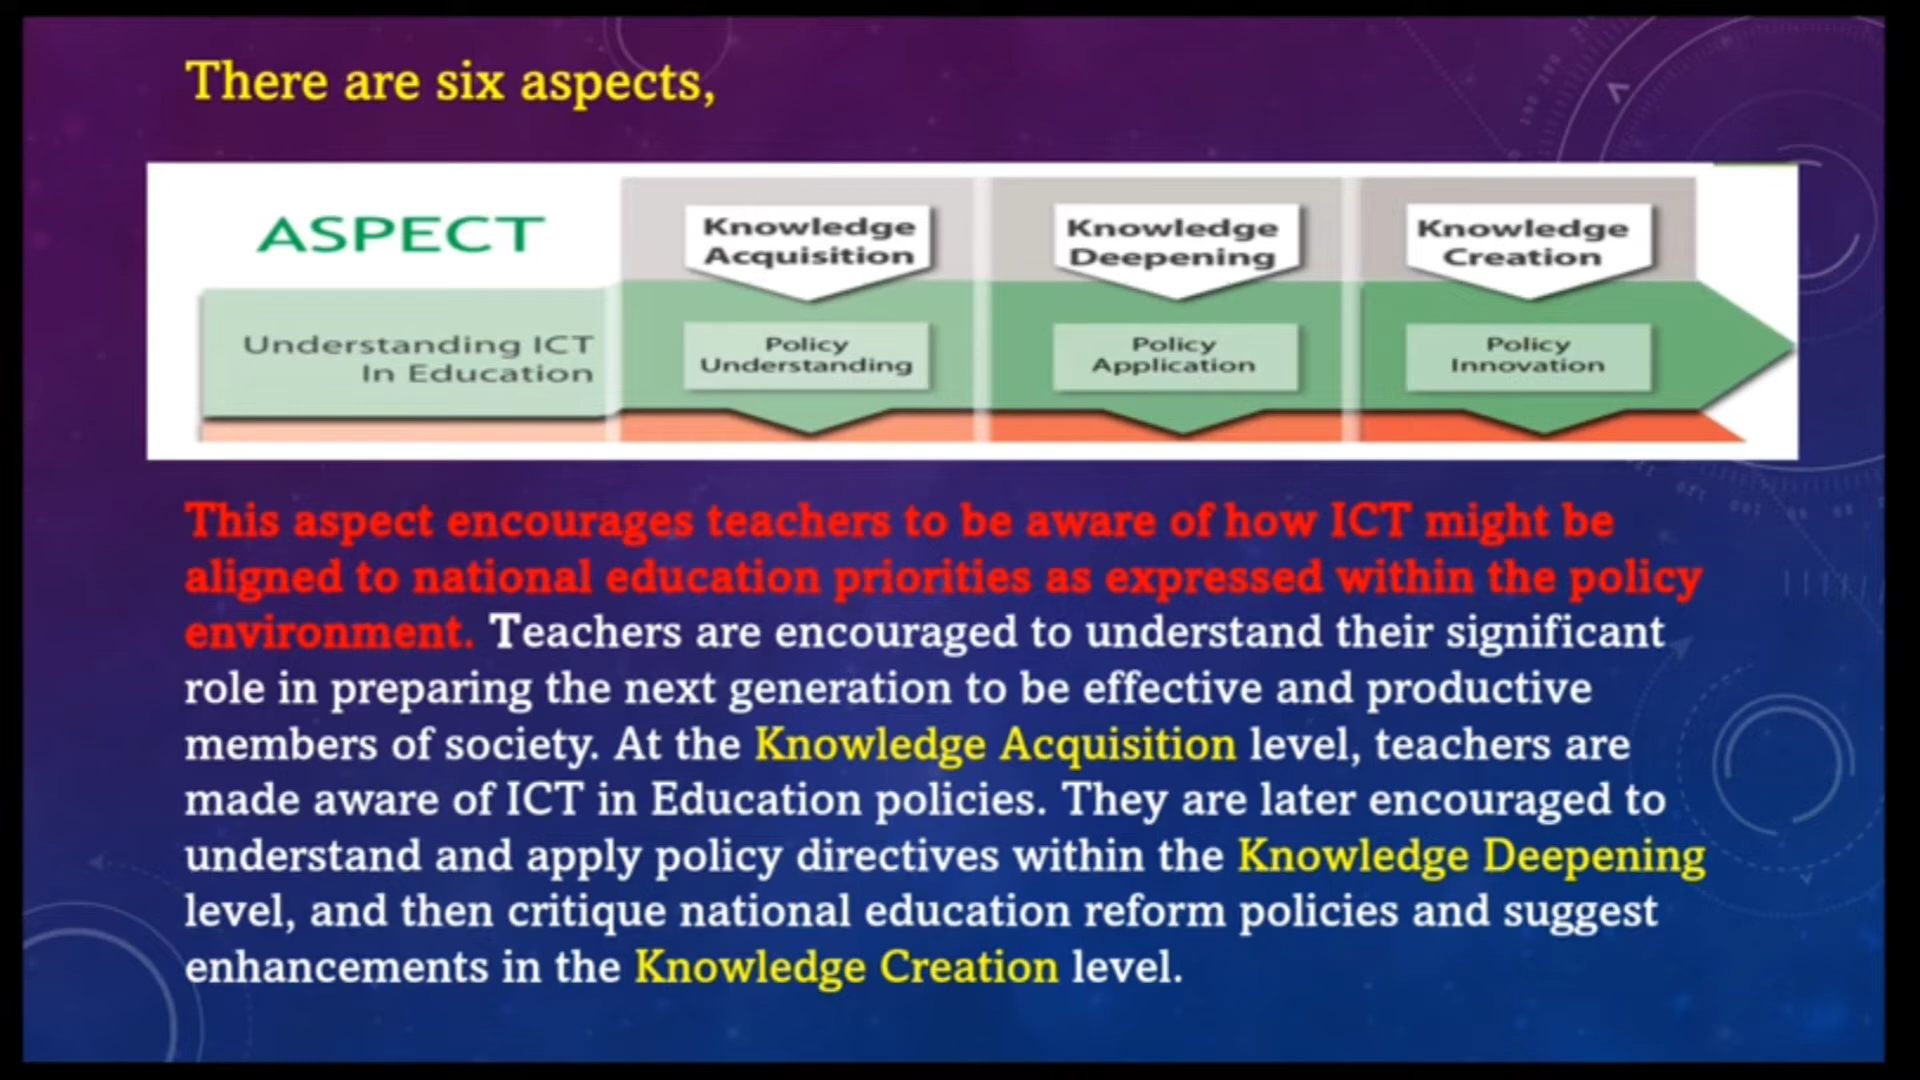 There are six aspects,
ASPECT
Knowledge
Acquisition
Knowledge
Deepening
Knowledge
Creation
Understanding ICT
In Education
Policy
Understanding
Policy
Application
Policy
Innovation
This aspect encourages teachers to be aware of how ICT might be
aligned to national education priorities as expressed within the policy
environment. Teachers are encouraged to understand their significant
role in preparing the next generation to be effective and productive
members of society. At the Knowledge Acquisition level, teachers are
made aware of ICT in Education policies. They are later encouraged to
understand and apply policy directives within the Knowledge Deepening
level, and then critique national education reform policies and suggest
enhancements in the Knowledge Creation level.